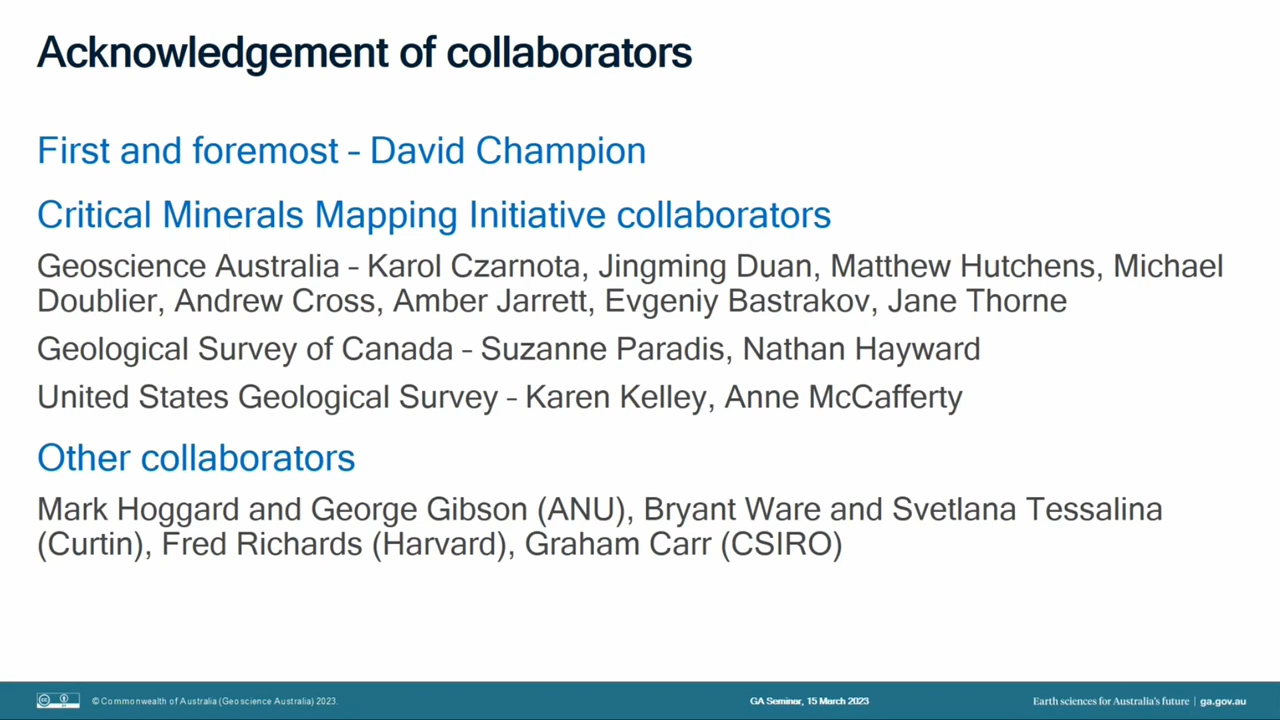 Acknowledgement of collaborators
First and foremost – David Champion
Critical Minerals Mapping Initiative collaborators
Geoscience Australia – Karol Czarnota, Jingming Duan, Matthew Hutchens, Michael
Doublier, Andrew Cross, Amber Jarrett, Evgeniy Bastrakov, Jane Thorne
Geological Survey of Canada – Suzanne Paradis, Nathan Hayward
United States Geological Survey – Karen Kelley, Anne McCafferty
Other collaborators
Mark Hoggard and George Gibson (ANU), Bryant Ware and Svetlana Tessalina
(Curtin), Fred Richards (Harvard), Graham Carr (CSIRO)
© Commonwealth of Australia (Geoscience Australia) 2023. GA Seminar, 15 March 2023 Earth sciences for Australia's future | ga.gov.au